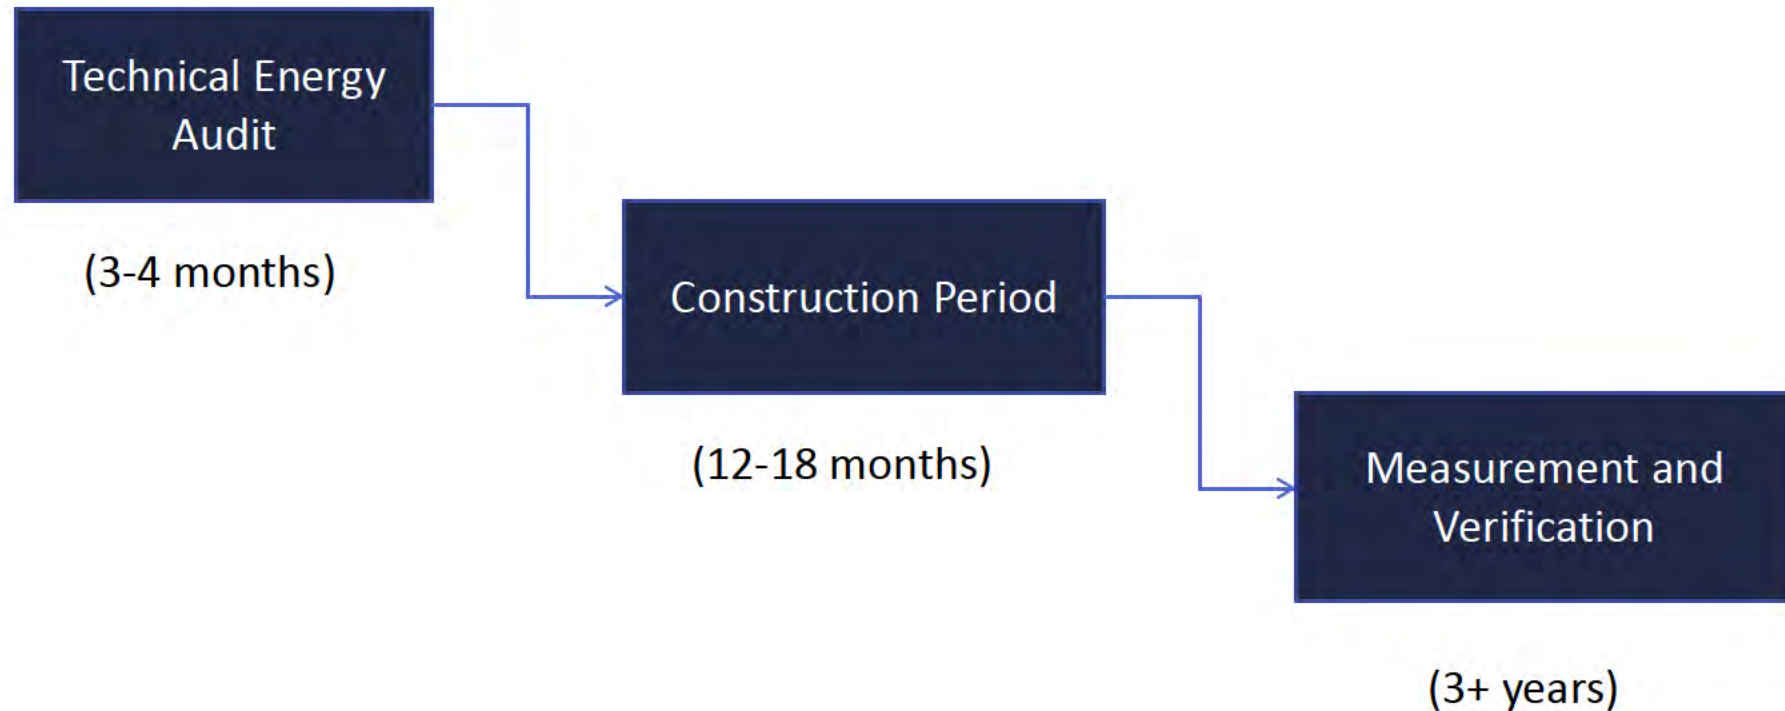 Technical Energy
Audit
(3-4 months)
Construction Period
(12-18 months)
Measurement and
Verification
(3+ years)